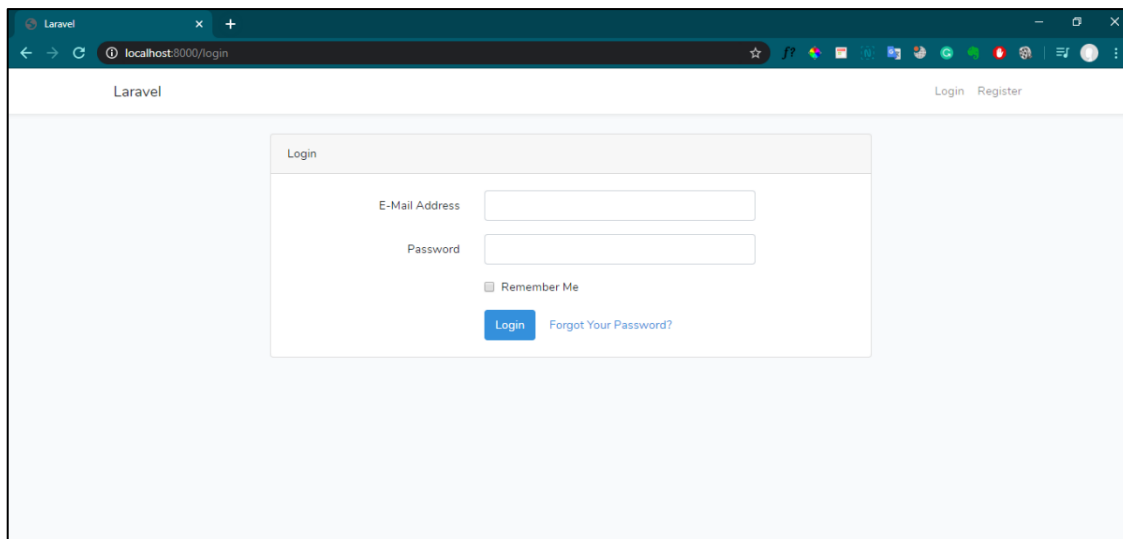 Laravel
localhost:8000/login
Laravel
Login Register
Login
E-Mail Address
Password
Remember Me
Login Forgot Your Password?